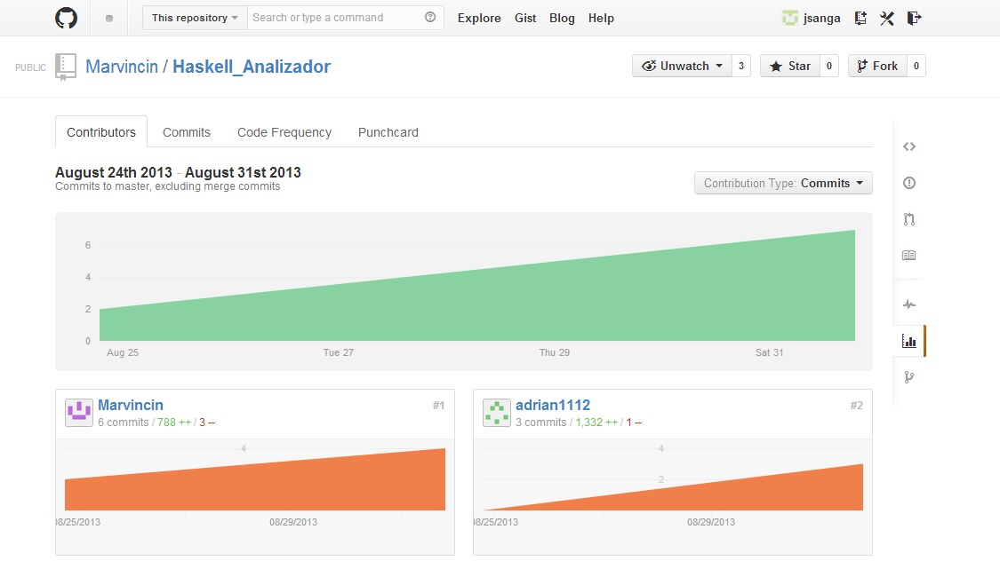 This repository Search or type a command Explore Gist Blog Help jsanga
PUBLIC Marvincin / Haskell_Analizador Unwatch 3 Star 0 Fork 0
Contributors Commits Code Frequency Punchcard
August 24th 2013 - August 31st 2013
Commits to master, excluding merge commits
Contribution Type: Commits
6
4
2
0
Aug 25 Tue 27 Thu 29 Sat 31
Marvincin #1
6 commits / 788 ++ / 3 --
4
08/25/2013 08/29/2013
adrian1112 #2
3 commits / 1,332 ++ / 1 --
4
2
08/25/2013 08/29/2013